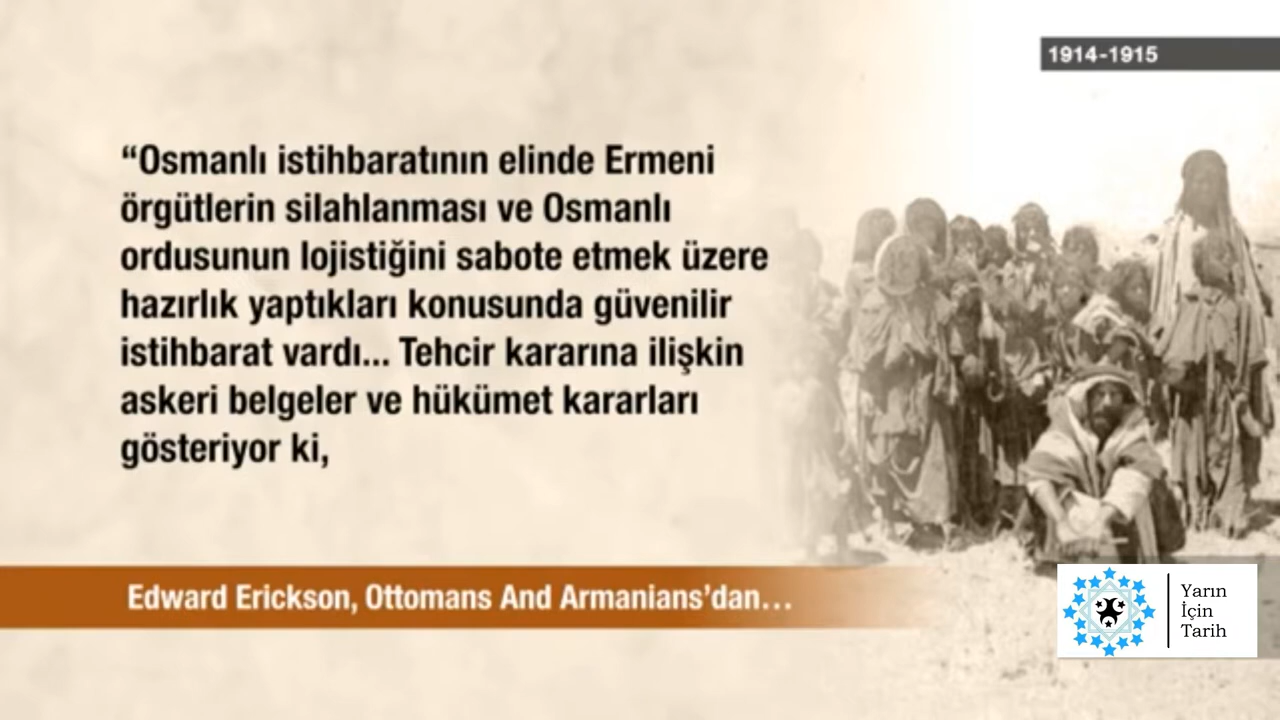 1914-1915
“Osmanlı istihbaratının elinde Ermeni
örgütlerin silahlanması ve Osmanlı
ordusunun lojistiğini sabote etmek üzere
hazırlık yaptıkları konusunda güvenilir
istihbarat vardı... Tehcir kararına ilişkin
askeri belgeler ve hükümet kararları
gösteriyor ki,
Edward Erickson, Ottomans And Armanians’dan...
Yarın
İçin
Tarih